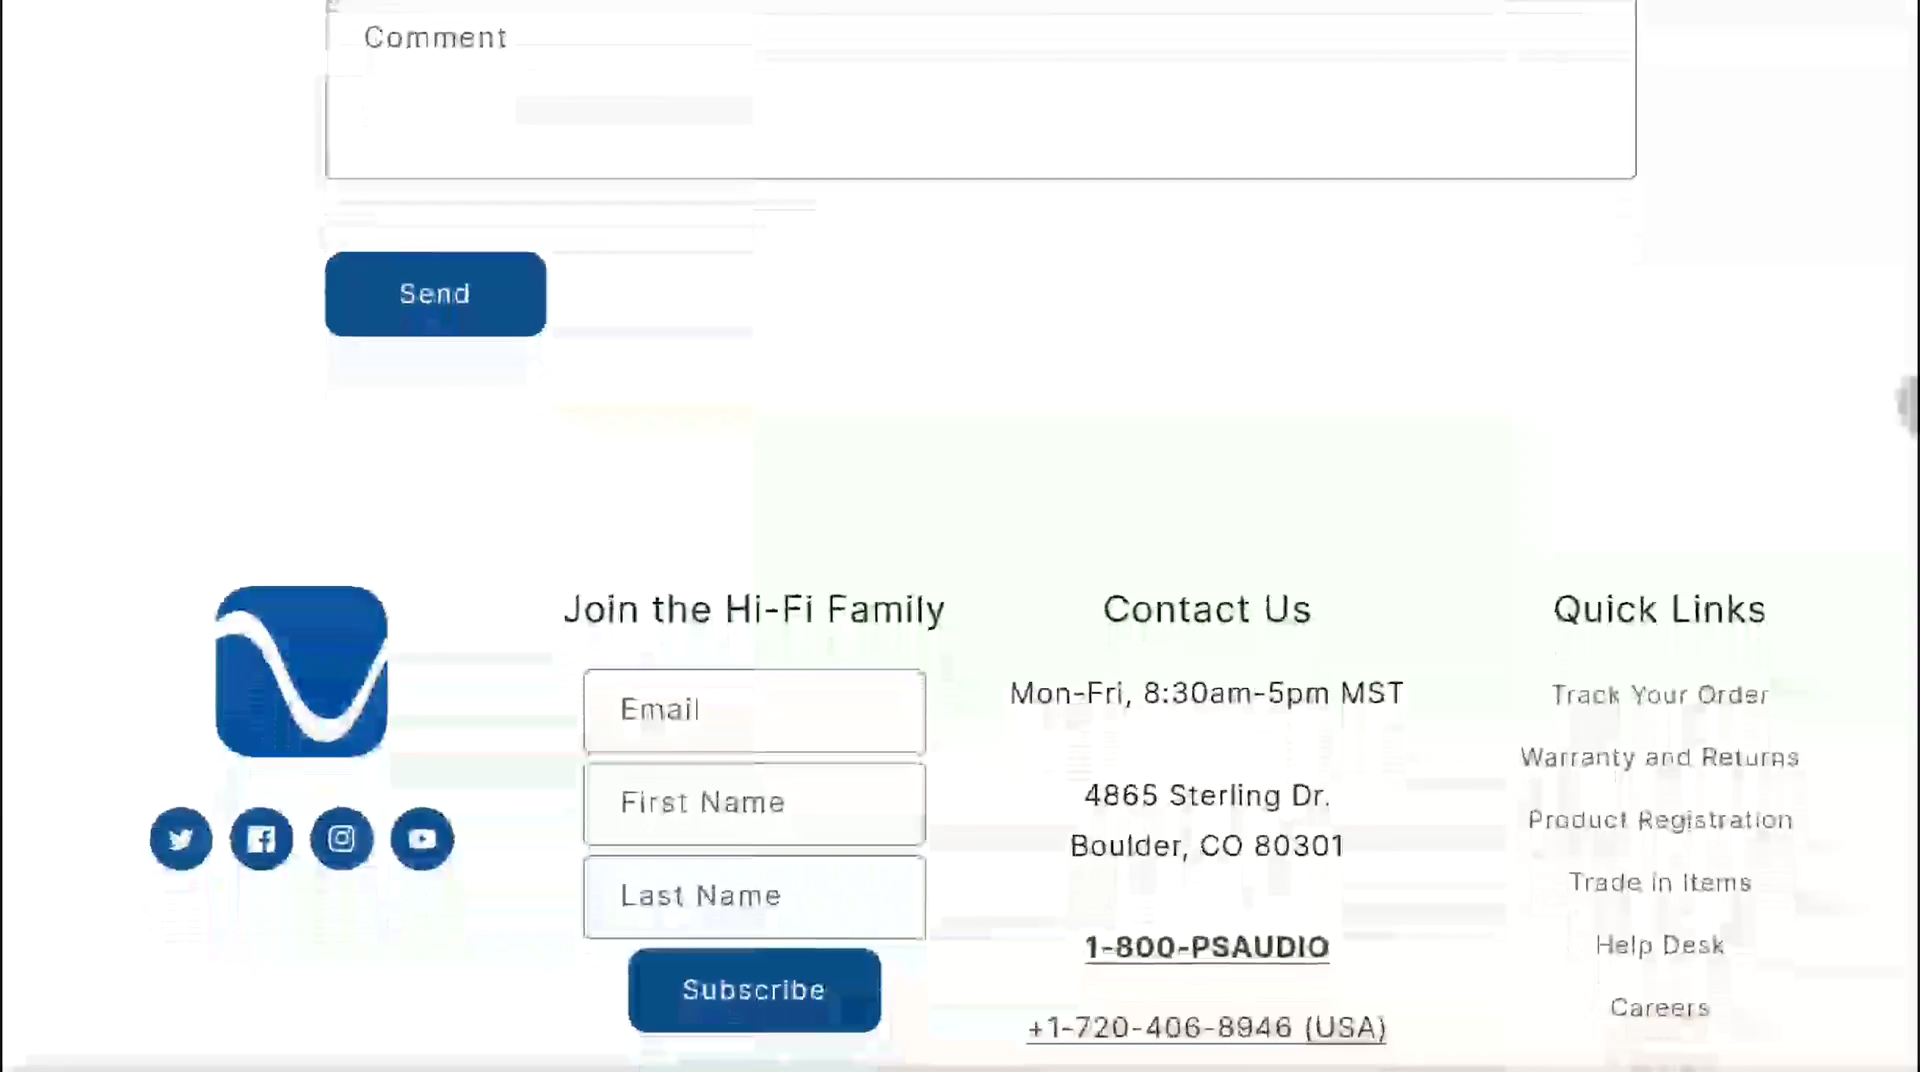 Comment
Send
Join the Hi-Fi Family
Email
First Name
Last Name
Subscribe
Contact Us
Mon-Fri, 8:30am-5pm MST
4865 Sterling Dr.
Boulder, CO 80301
1-800-PSAUDIO
+1-720-406-8946 (USA)
Quick Links
Track Your Order
Warranty and Returns
Product Registration
Trade in Items
Help Desk
Careers